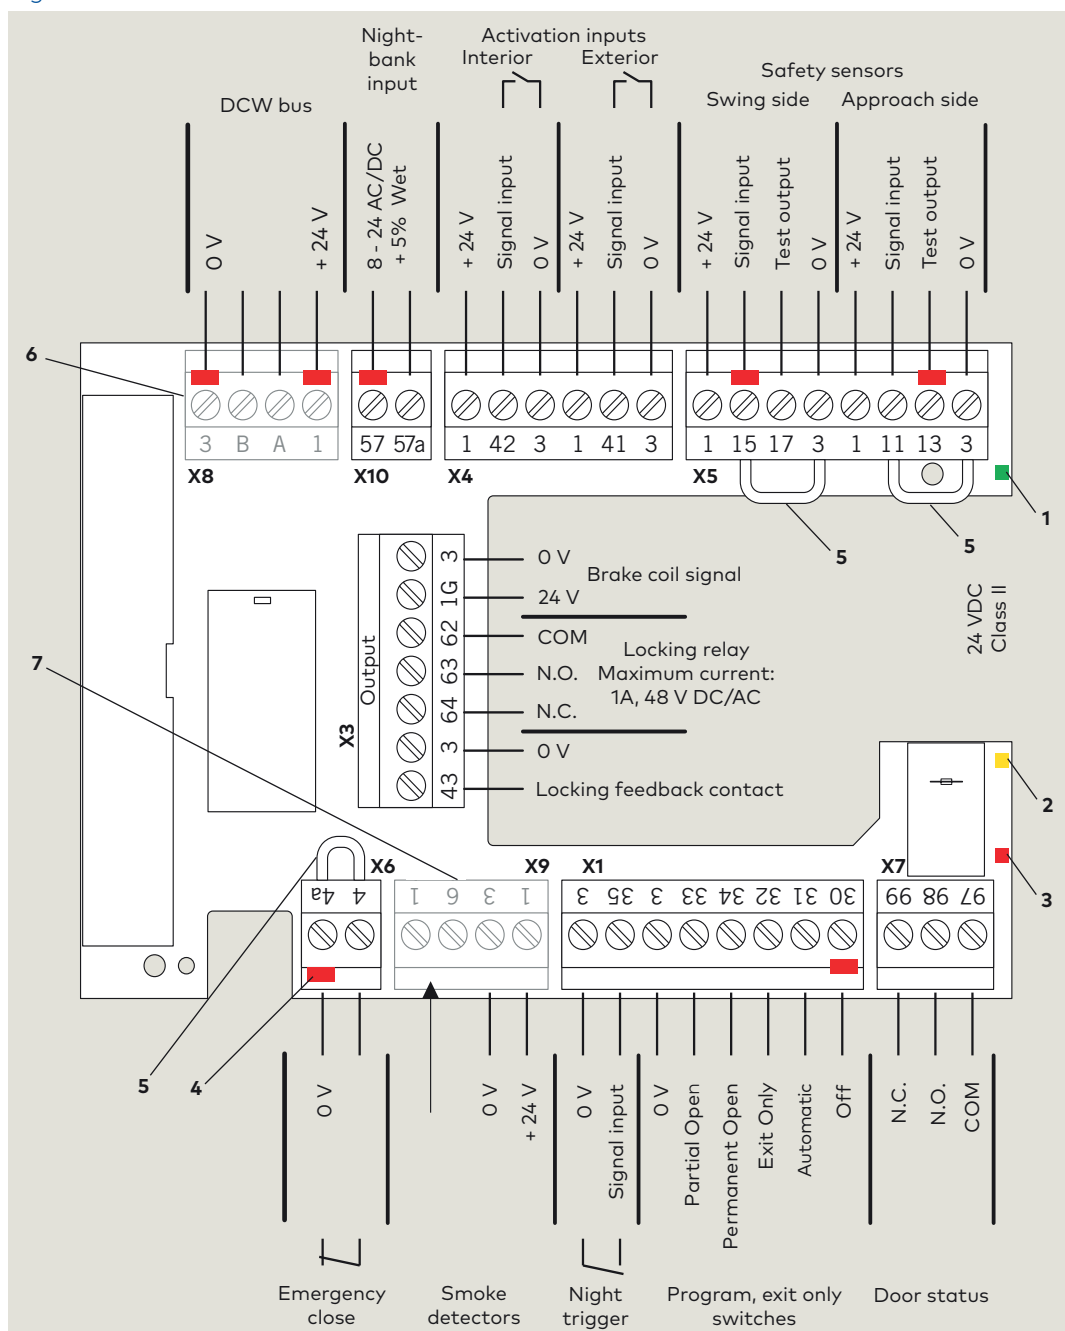 Night-
bank
input
Activation inputs
Interior
Exterior
Safety sensors
Swing side
Approach side
DCW bus
0 V
+ 24 V
8 - 24 AC/DC
+ 5% Wet
+ 24 V
Signal input
0 V
+ 24 V
Signal input
0 V
+ 24 V
Signal input
Test output
0 V
+ 24 V
Signal input
Test output
0 V
6
3 B A 1
57 57a
1 42 3 1 41 3
1 15 17 3 1 11 13 3
X8
X10
X4
X5
1
5
5
Output
X3
3
0 V
Brake coil signal
1G
24 V
62
COM
63
N.O.
64
N.C.
Locking relay
Maximum current:
1A, 48 V DC/AC
3
0 V
43
Locking feedback contact
24 VDC
Class II
7
2
3
X6
X9
X1
X7
4a 4
1 6 3 1
3 35 3 33 34 32 31 30
99 98 97
5
4
0 V
0 V
+ 24 V
0 V
Signal input
0 V
Partial Open
Permanent Open
Exit Only
Automatic
Off
N.C.
N.O.
COM
Emergency
close
Smoke
detectors
Night
trigger
Program, exit only
switches
Door status